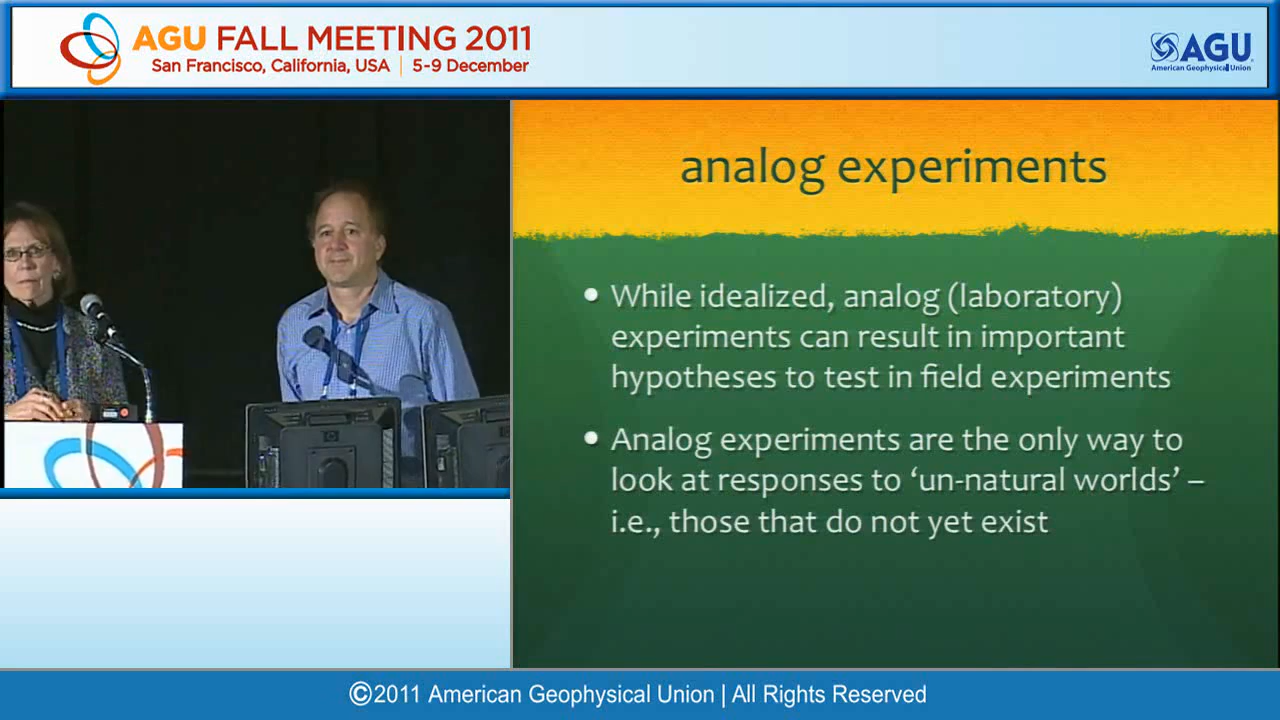 AGU FALL MEETING 2011
San Francisco, California, USA | 5-9 December
AGU
American Geophysical Union
analog experiments
• While idealized, analog (laboratory)
experiments can result in important
hypotheses to test in field experiments
• Analog experiments are the only way to
look at responses to ‘un-natural worlds’ –
i.e., those that do not yet exist
©2011 American Geophysical Union | All Rights Reserved